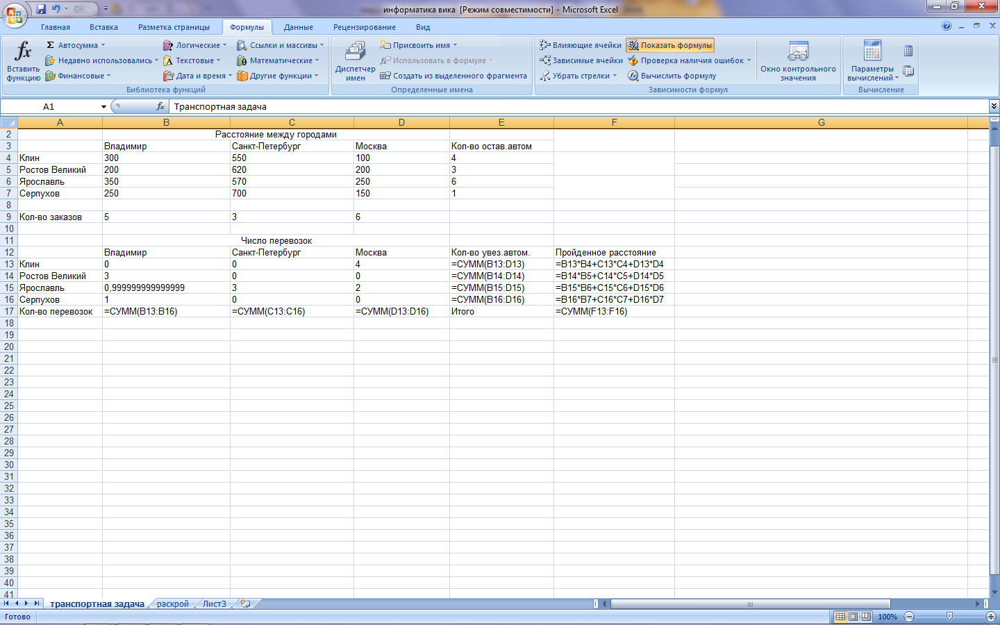 информатика вика [Режим совместимости] - Microsoft Excel
Главная Вставка Разметка страницы Формулы Данные Рецензирование Вид
fx Вставить функцию
Σ Автосумма
Недавно использовались
Финансовые
Логические
Текстовые
Дата и время
Ссылки и массивы
Математические
Другие функции
Библиотека функций
Диспетчер имен
Присвоить имя
Использовать в формуле
Создать из выделенного фрагмента
Определенные имена
Влияющие ячейки
Зависимые ячейки
Убрать стрелки
Показать формулы
Проверка наличия ошибок
Вычислить формулу
Зависимости формул
Окно контрольного значения
Параметры вычислений
Вычисление
A1 fx Транспортная задача
A B C D E F G
2 Расстояние между городами
3 Владимир Санкт-Петербург Москва Кол-во остав.автом
4 Клин 300 550 100 4
5 Ростов Великий 200 620 200 3
6 Ярославль 350 570 250 6
7 Серпухов 250 700 150 1
8
9 Кол-во заказов 5 3 6
10
11 Число перевозок
12 Владимир Санкт-Петербург Москва Кол-во увез.автом. Пройденное расстояние
13 Клин 0 0 4 =СУММ(B13:D13) =B13*B4+C13*C4+D13*D4
14 Ростов Великий 3 0 0 =СУММ(B14:D14) =B14*B5+C14*C5+D14*D5
15 Ярославль 0,999999999999999 3 2 =СУММ(B15:D15) =B15*B6+C15*C6+D15*D6
16 Серпухов 1 0 0 =СУММ(B16:D16) =B16*B7+C16*C7+D16*D7
17 Кол-во перевозок =СУММ(B13:B16) =СУММ(C13:C16) =СУММ(D13:D16) Итого =СУММ(F13:F16)
18
19
20
21
22
23
24
25
26
27
28
29
30
31
32
33
34
35
36
37
38
39
40
41
транспортная задача раскрой Лист3
Готово 100%